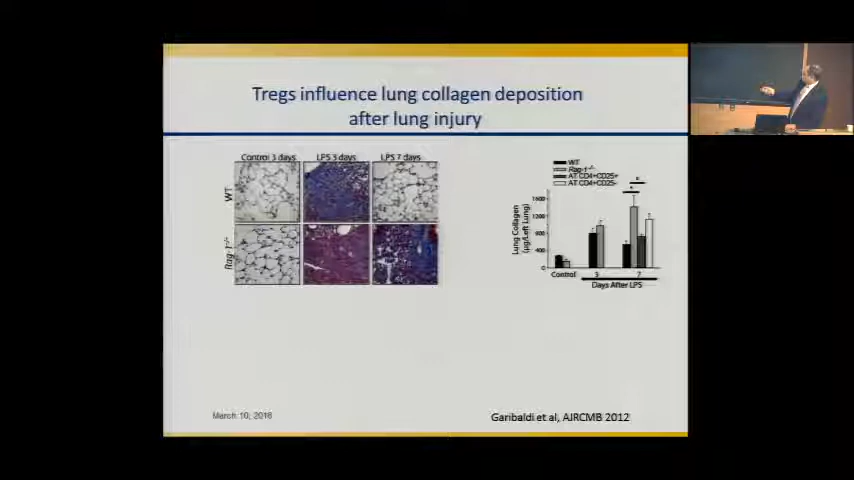 Tregs influence lung collagen deposition
after lung injury
Control 3 days LPS 3 days LPS 7 days
WT
Rag-1-/-
WT
Rag-1-/-
AT CD4+CD25+
AT CD4+CD25-
Lung Collagen
(µg/Left Lung)
1600
1200
800
400
0
* *
Control 3 7
Days After LPS
March 10, 2018
Garibaldi et al, AJRCMB 2012